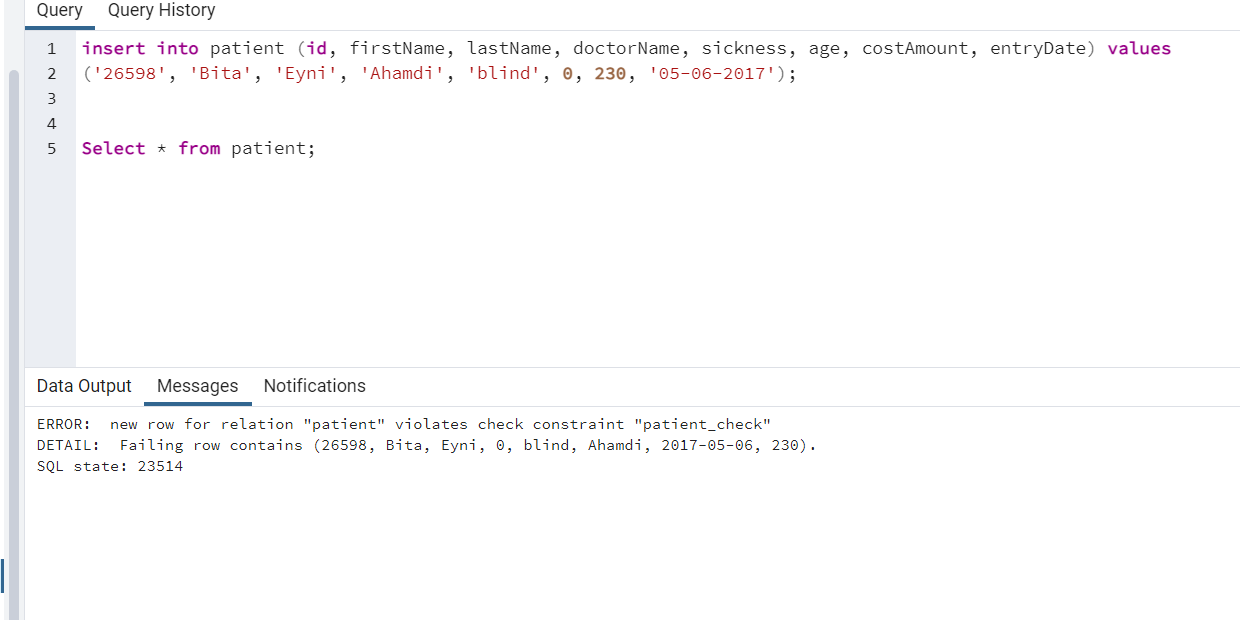 Query Query History
1 insert into patient (id, firstName, lastName, doctorName, sickness, age, costAmount, entryDate) values
2 ('26598', 'Bita', 'Eyni', 'Ahamdi', 'blind', 0, 230, '05-06-2017');
3
4
5 Select * from patient;
Data Output Messages Notifications
ERROR:  new row for relation "patient" violates check constraint "patient_check"
DETAIL:  Failing row contains (26598, Bita, Eyni, 0, blind, Ahamdi, 2017-05-06, 230).
SQL state: 23514